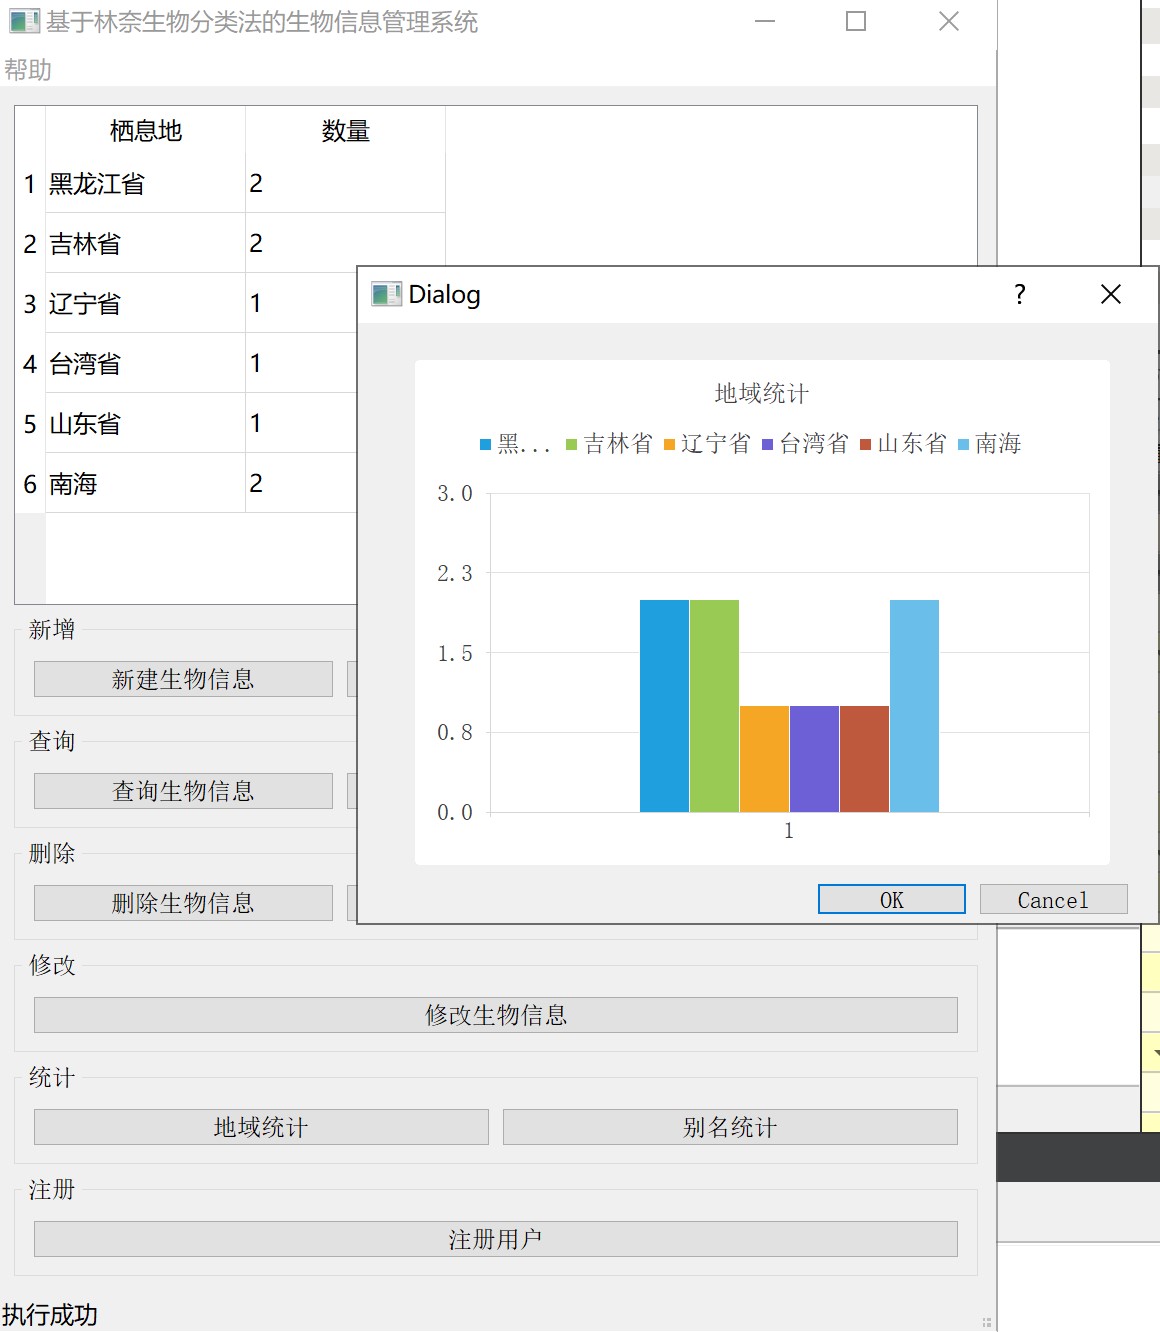 基于林奈生物分类法的生物信息管理系统
帮助
栖息地 数量
1 黑龙江省 2
2 吉林省 2
3 辽宁省 1
4 台湾省 1
5 山东省 1
6 南海 2
Dialog ?
地域统计
黑... 吉林省 辽宁省 台湾省 山东省 南海
3.0
2.3
1.5
0.8
0.0
1
OK Cancel
新增
新建生物信息
查询
查询生物信息
删除
删除生物信息
修改
修改生物信息
统计
地域统计 别名统计
注册
注册用户
执行成功